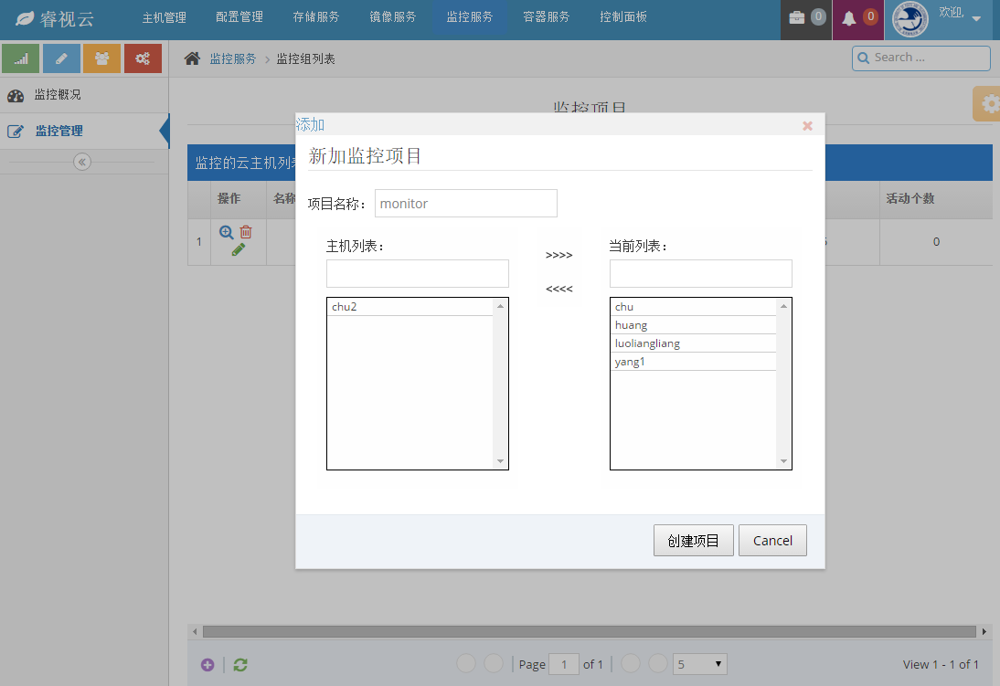 睿视云 主机管理 配置管理 存储服务 镜像服务 监控服务 容器服务 控制面板 0 0 欢迎,
监控服务 > 监控组列表 Search ...
监控概况
监控管理
监控项目
监控的云主机列表
操作 名称 活动个数
1 0
添加
新加监控项目
项目名称： monitor
主机列表： 当前列表：
>>>>
<<<<
chu2
chu
huang
luoliangliang
yang1
创建项目 Cancel
Page 1 of 1 5 View 1 - 1 of 1